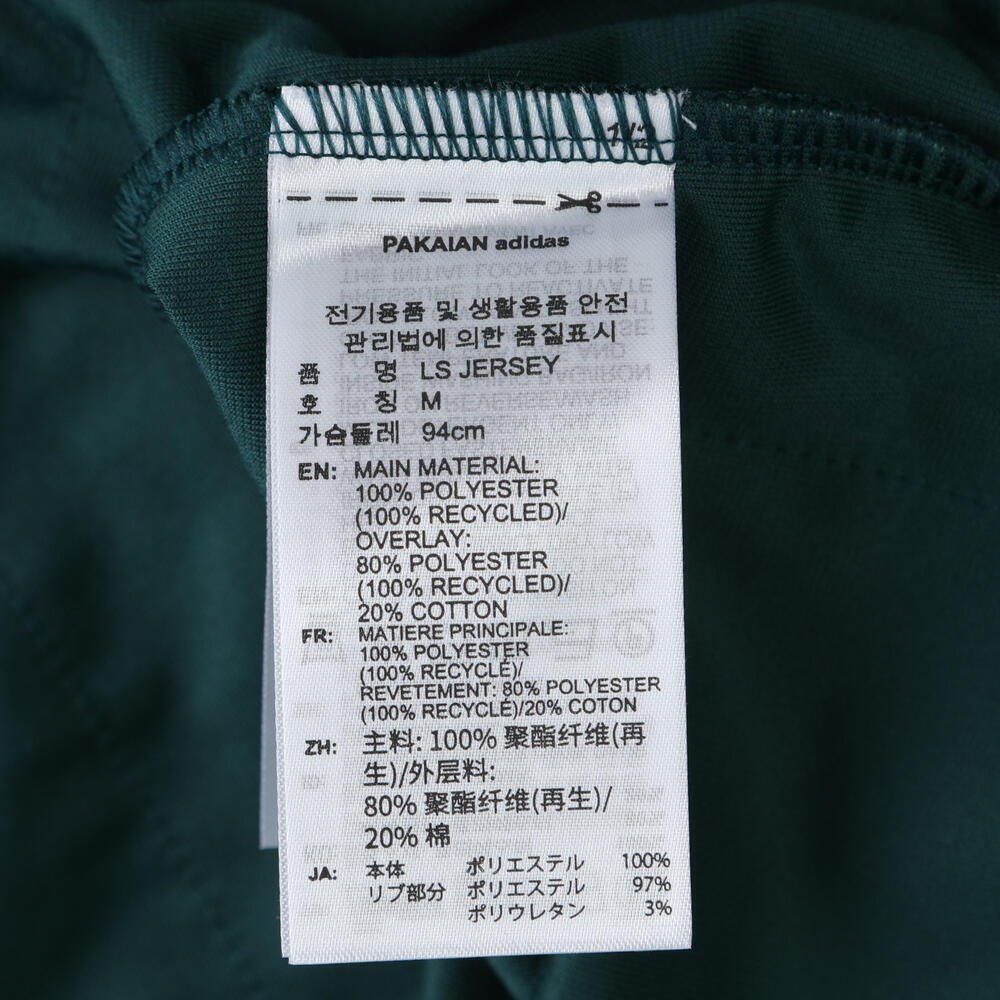 1/2
PAKAIAN adidas
전기용품 및 생활용품 안전
관리법에 의한 품질표시
품 명 LS JERSEY
호 칭 M
가슴둘레 94cm
EN: MAIN MATERIAL:
100% POLYESTER
(100% RECYCLED)/
OVERLAY:
80% POLYESTER
(100% RECYCLED)/
20% COTTON
FR: MATIERE PRINCIPALE:
100% POLYESTER
(100% RECYCLÉ)/
REVETEMENT: 80% POLYESTER
(100% RECYCLÉ)/20% COTON
ZH: 主料: 100% 聚酯纤维(再
生)/外层料:
80% 聚酯纤维(再生)/
20% 棉
JA: 本体 ポリエステル 100%
リブ部分 ポリエステル 97%
ポリウレタン 3%